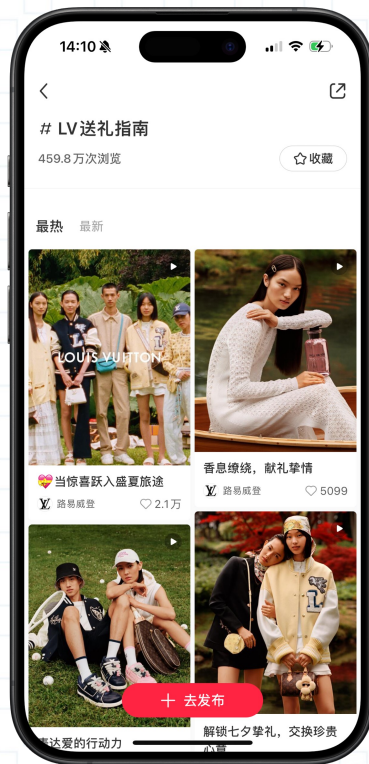 14:10
# LV送礼指南
459.8万次浏览
收藏
最热 最新
LOUIS VUITTON
当惊喜跃入盛夏旅途
路易威登 2.1万
香息缭绕，献礼挚情
路易威登 5099
解锁七夕挚礼，交换珍贵
心意
达爱的行动力
去发布